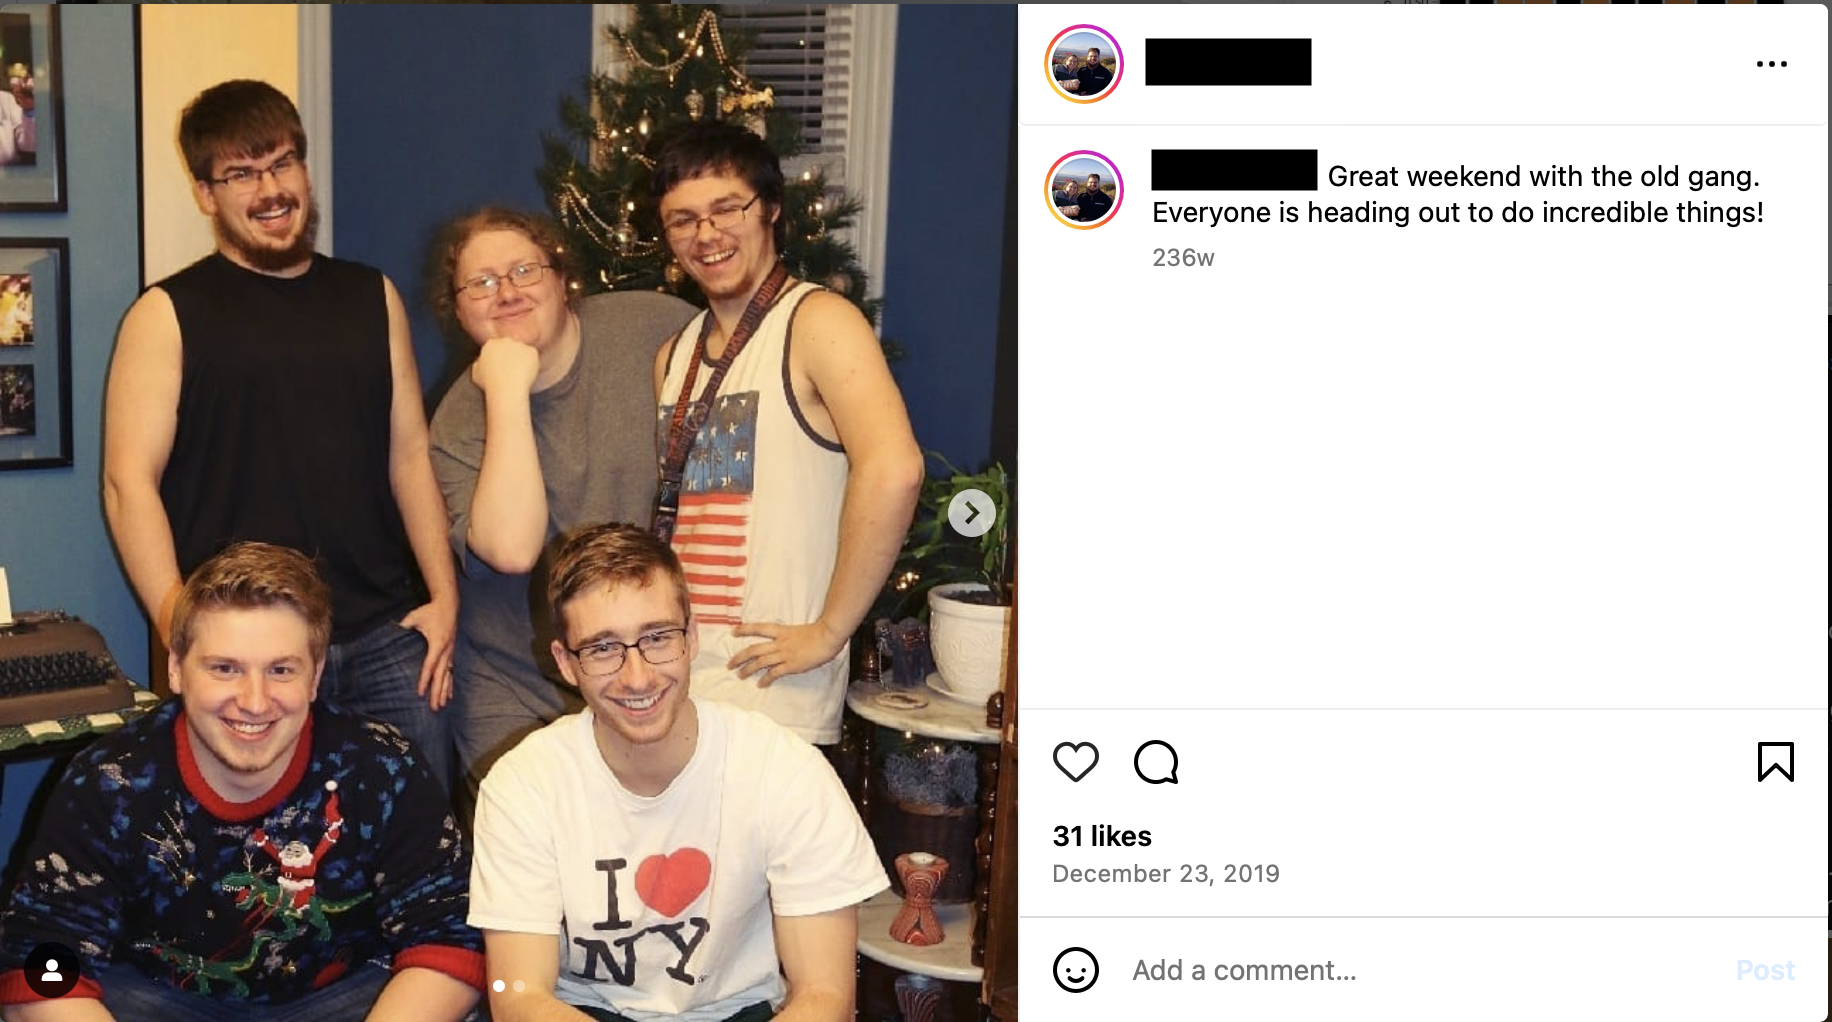 Great weekend with the old gang.
Everyone is heading out to do incredible things!
236w
31 likes
December 23, 2019
Add a comment...
Post
I
NY